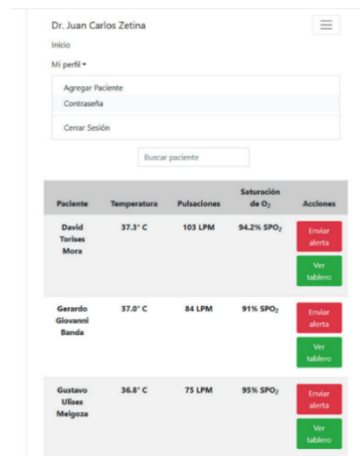 Dr. Juan Carlos Zetina
Inicio
Mi perfil
Agregar Paciente
Contraseña
Cerrar Sesión
Buscar paciente
Paciente Temperatura Pulsaciones Saturación de O₂ Acciones
David Torises Mora 37.3° C 103 LPM 94.2% SPO₂ Enviar alerta
Ver tablero
Gerardo Giovanni Banda 37.0° C 84 LPM 91% SPO₂ Enviar alerta
Ver tablero
Gustavo Ulises Melgoza 36.8° C 75 LPM 95% SPO₂ Enviar alerta
Ver tablero